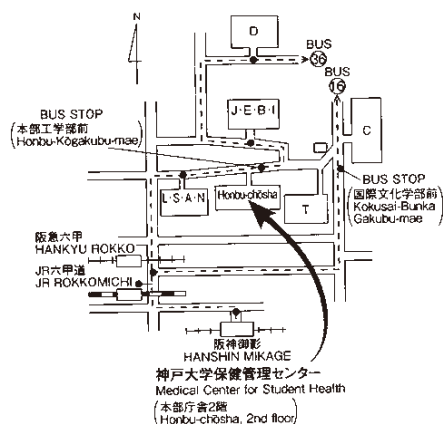 N
D
BUS
36
BUS
16
J·E·B·I
C
BUS STOP
(本部工学部前
Honbu-Kōgakubu-mae)
L·S·A·N
Honbu-chōsha
T
BUS STOP
(国際文化学部前
Kokusai-Bunka
Gakubu-mae)
阪急六甲
HANKYU ROKKO
JR六甲道
JR ROKKOMICHI
阪神御影
HANSHIN MIKAGE
神戸大学保健管理センター
Medical Center for Student Health
(本部庁舎2階
Honbu-chōsha, 2nd floor)